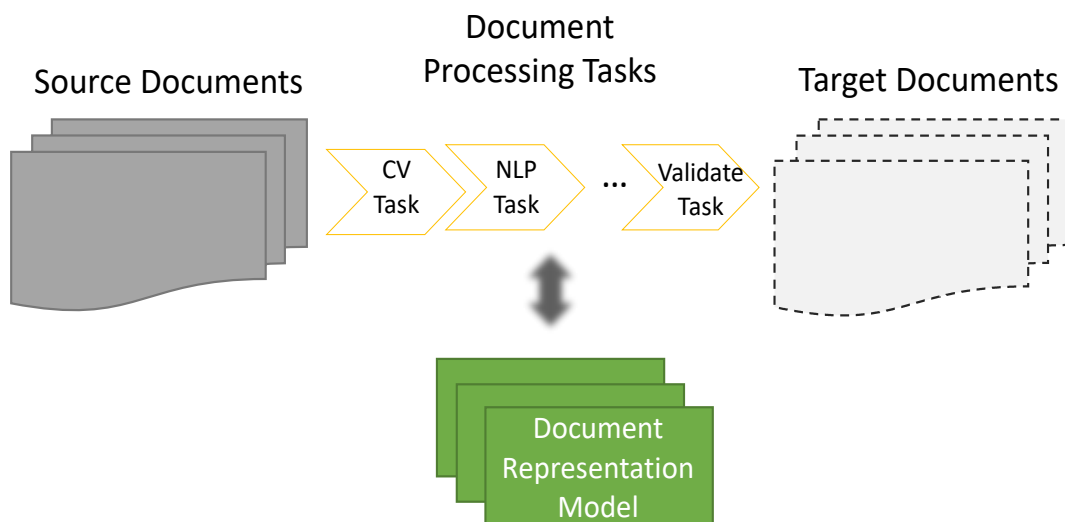 Document
Processing Tasks
Source Documents
Target Documents
CV
Task
NLP
Task
...
Validate
Task
Document
Representation
Model